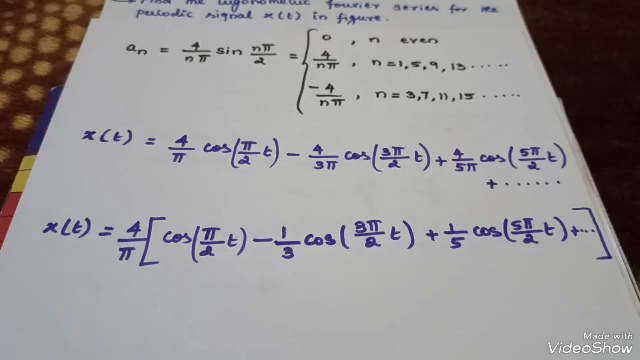 Find the trigonometric fourier series for the
periodic signal x(t) in figure.
aₙ = 4/nπ sin nπ/2 = { 0 , n even
4/nπ , n = 1, 5, 9, 13 .....
-4/nπ , n = 3, 7, 11, 15 .....
x(t) = 4/π cos(π/2 t) - 4/3π cos(3π/2 t) + 4/5π cos(5π/2 t)
+ ......
x(t) = 4/π [cos(π/2 t) - 1/3 cos(3π/2 t) + 1/5 cos(5π/2 t) + ...]
Made with
VideoShow